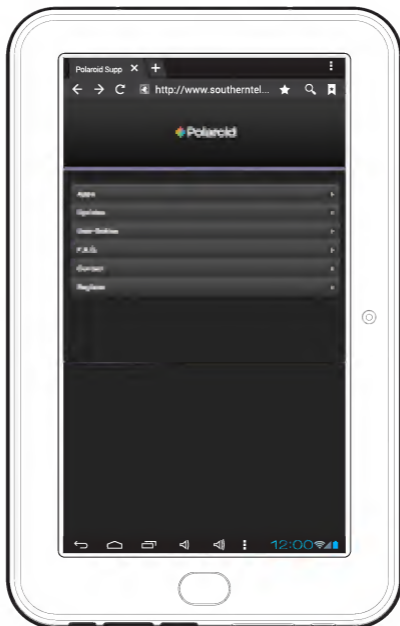 Polaroid Supp
http://www.southerntel...
Polaroid
Apps
Updates
User Guides
F.A.Q.
Contact
Register
12:00